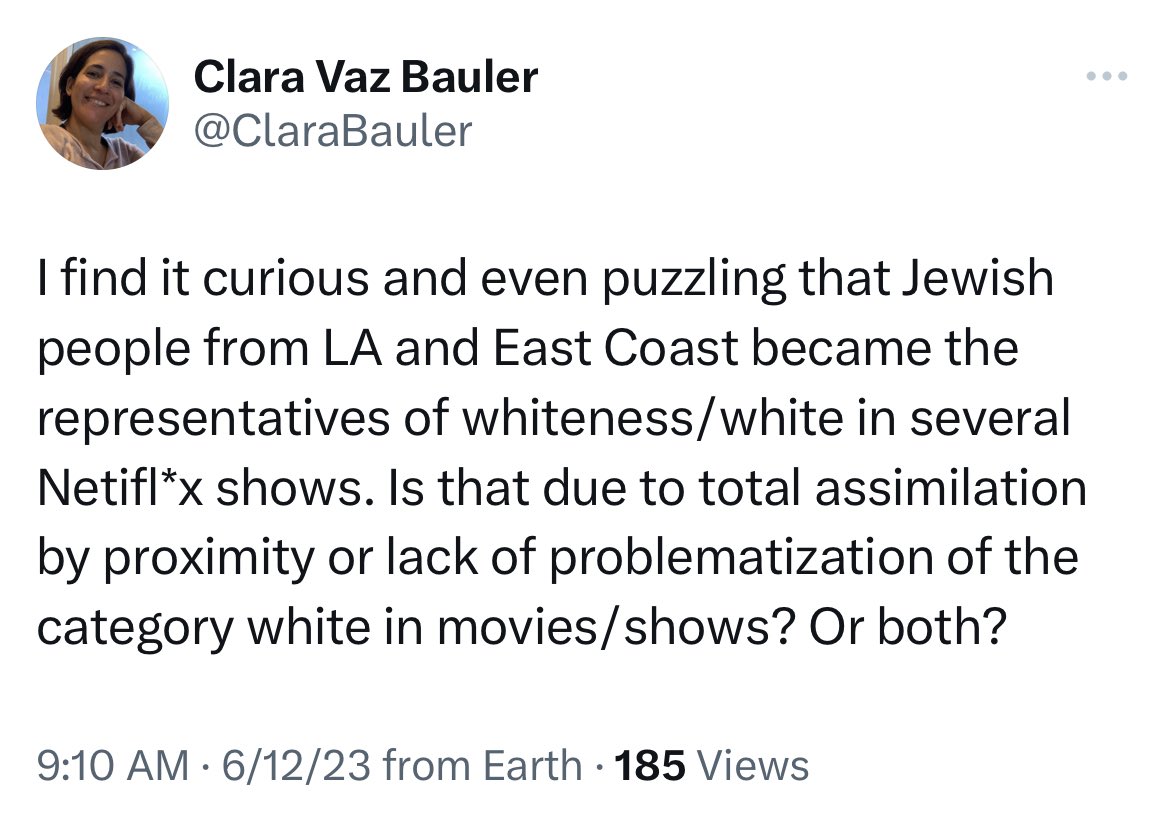 Clara Vaz Bauler
@ClaraBauler
I find it curious and even puzzling that Jewish
people from LA and East Coast became the
representatives of whiteness/white in several
Netifl*x shows. Is that due to total assimilation
by proximity or lack of problematization of the
category white in movies/shows? Or both?
9:10 AM · 6/12/23 from Earth · 185 Views